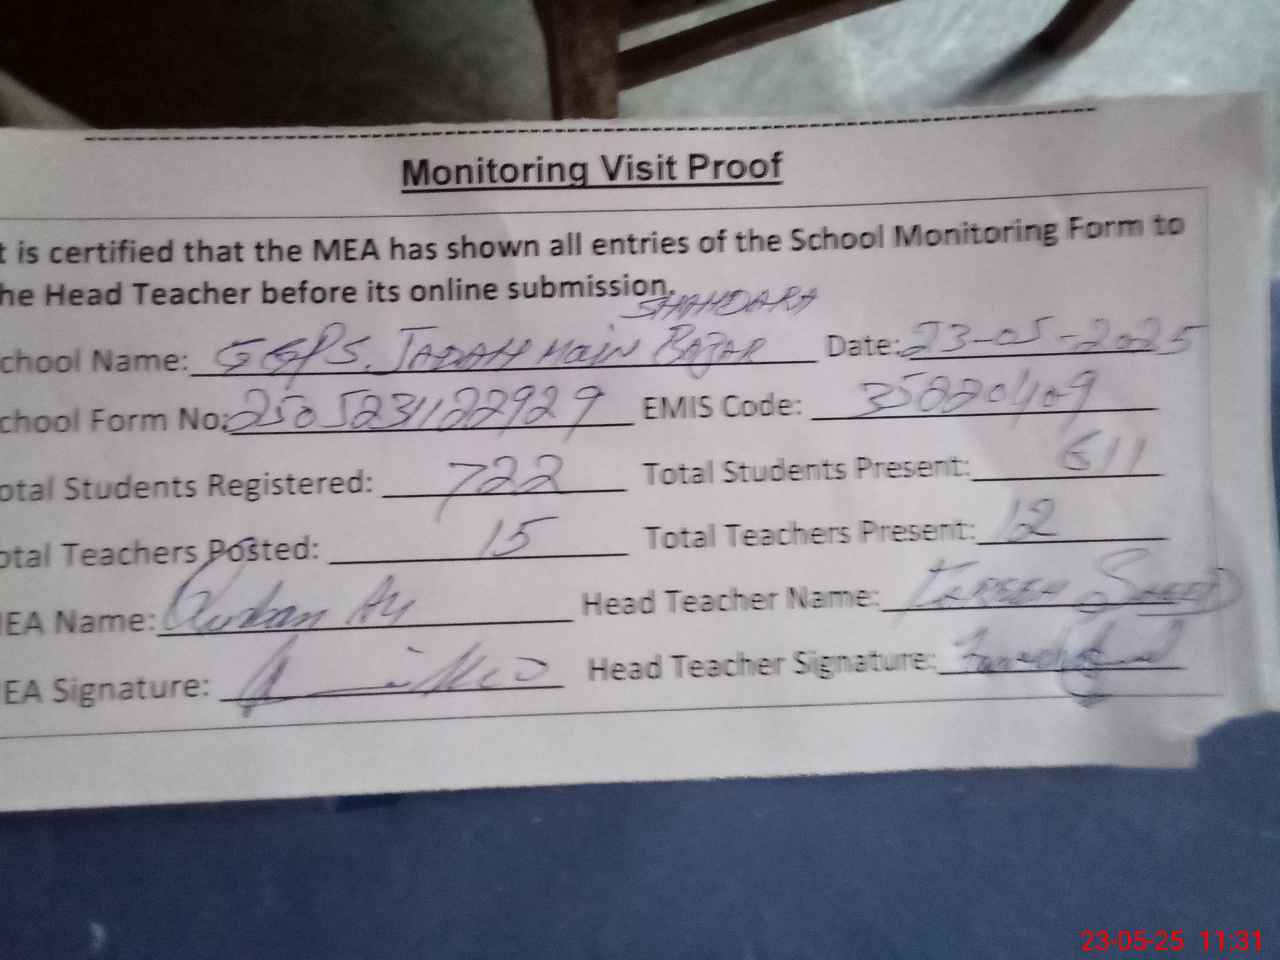 Monitoring Visit Proof
t is certified that the MEA has shown all entries of the School Monitoring Form to
he Head Teacher before its online submission.
SHAHDARA
chool Name: GGPS. JADAH MAIN BAZAR Date: 23-05-2025
chool Form No: 2505231122929 EMIS Code: 35220409
otal Students Registered: 722 Total Students Present: 611
otal Teachers Posted: 15 Total Teachers Present: 12
EA Name: Qurban Head Teacher Name:
EA Signature: Head Teacher Signature:
23-05-25 11:31